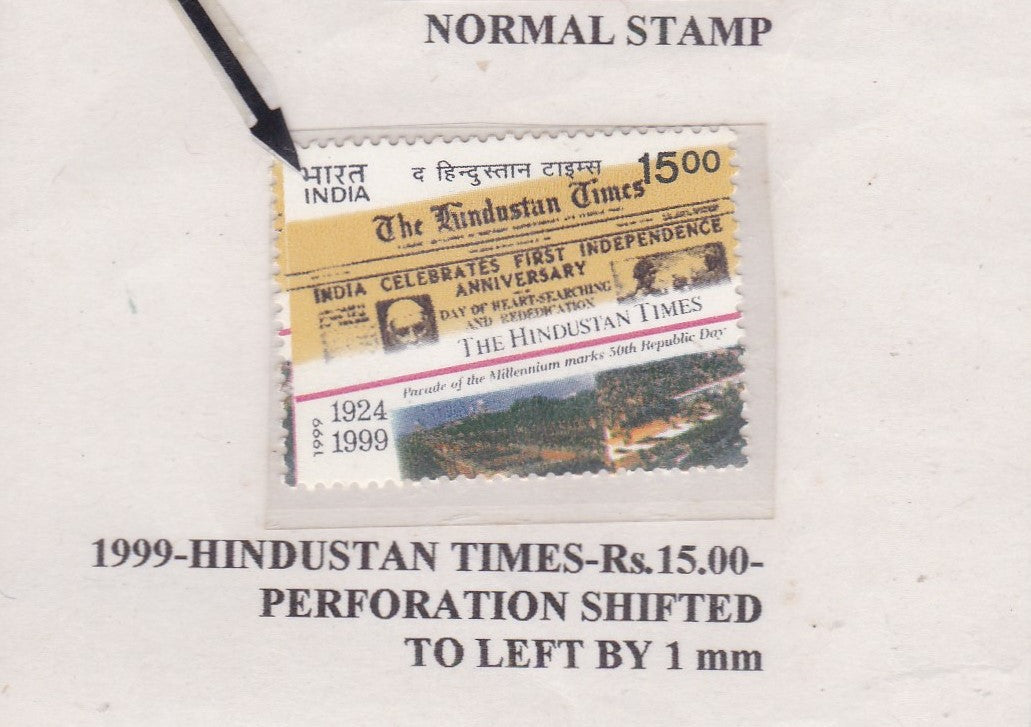 NORMAL STAMP
भारत
INDIA
द हिन्दुस्तान टाइम्स
1500
The Hindustan Times
INDIA CELEBRATES FIRST INDEPENDENCE
ANNIVERSARY
DAY OF HEART-SEARCHING
AND REDEDICATION
THE HINDUSTAN TIMES
Parade of the Millennium marks 50th Republic Day
1999
1924
1999
1999-HINDUSTAN TIMES-Rs.15.00-
PERFORATION SHIFTED
TO LEFT BY 1 mm